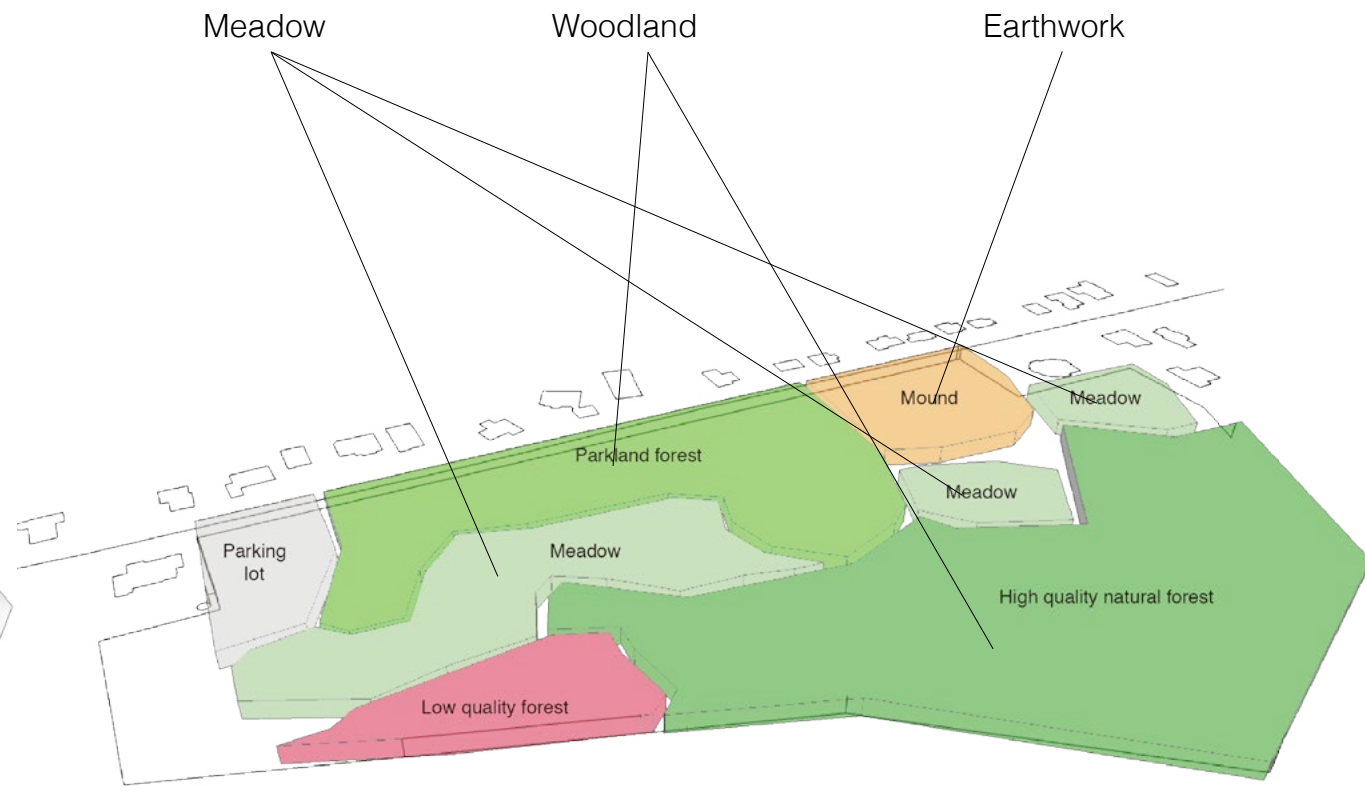 Meadow
Woodland
Earthwork
Mound
Meadow
Parkland forest
Meadow
Parking
lot
Meadow
High quality natural forest
Low quality forest